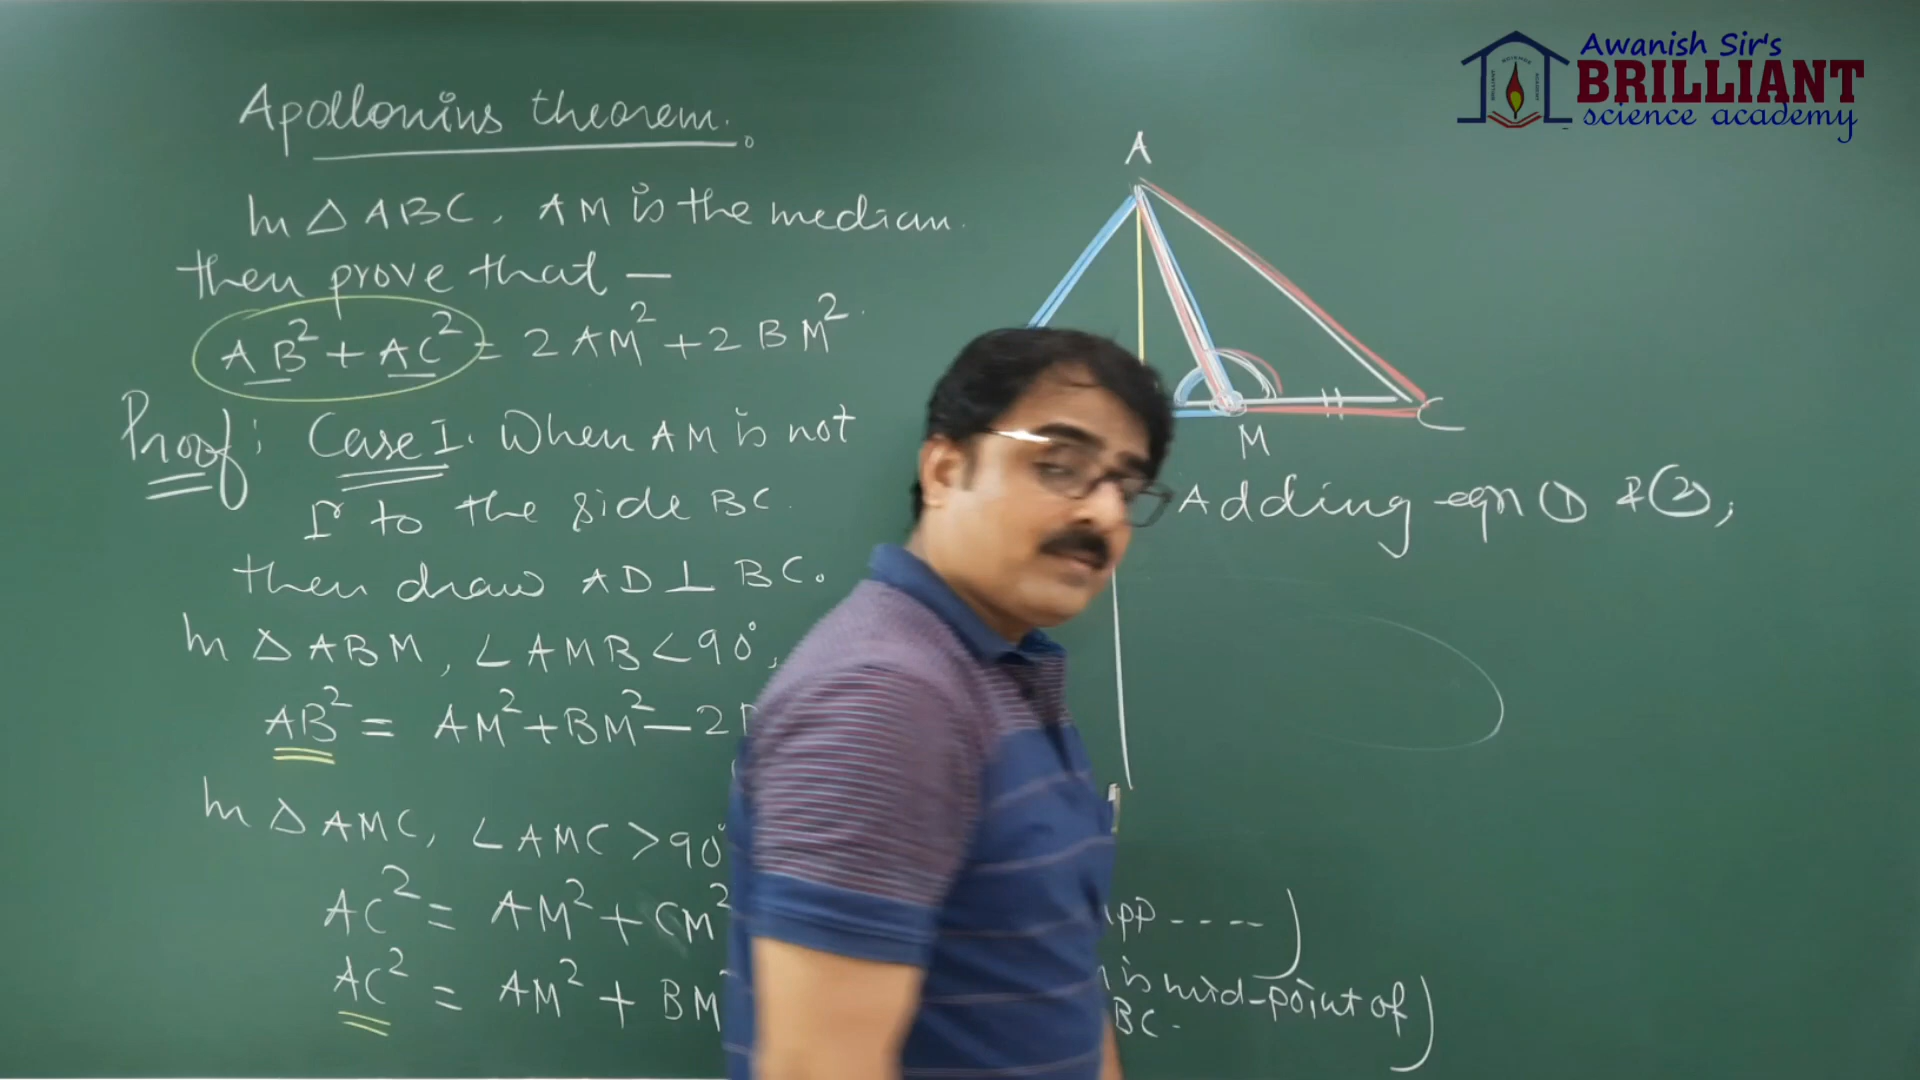 Awanish Sir's
BRILLIANT
science academy
Apollonius theorem.
In △ABC, AM is the median.
then prove that —
AB² + AC² = 2AM² + 2BM².
Proof: Case I. When AM is not
⊥r to the side BC.
then draw AD ⊥ BC.
In △ABM, ∠AMB < 90°,
AB² = AM² + BM² – 2
In △AMC, ∠AMC > 90°
AC² = AM² + CM²
AC² = AM² + BM
A
M
C
Adding eqn ① & ②,
app ----)
is mid-point of
BC.)